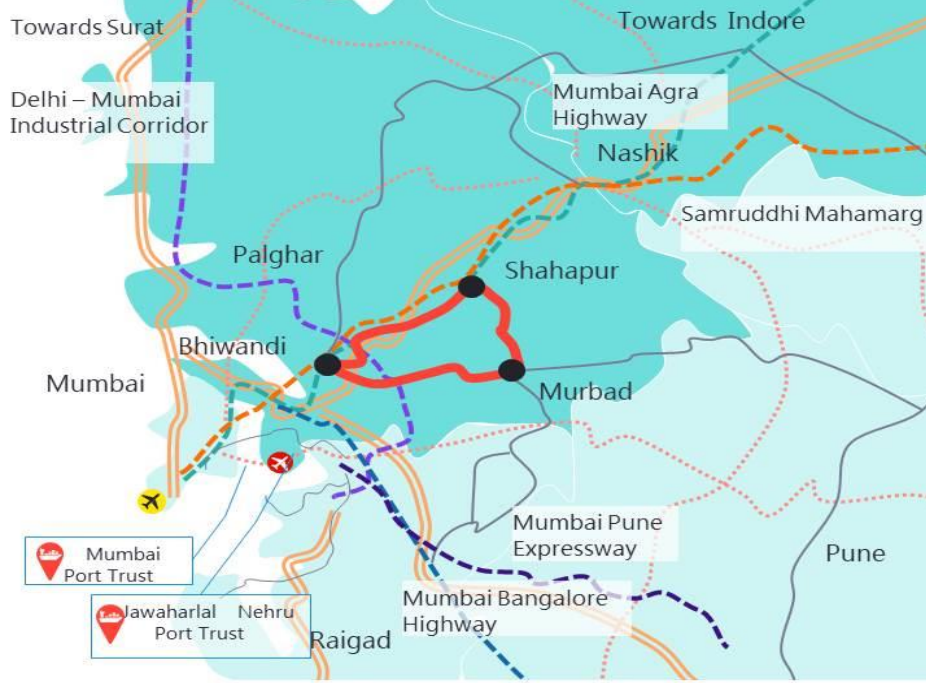 Towards Surat
Towards Indore
Delhi – Mumbai
Industrial Corridor
Mumbai Agra
Highway
Nashik
Samruddhi Mahamarg
Palghar
Shahapur
Bhiwandi
Mumbai
Murbad
Mumbai Pune
Expressway
Pune
Mumbai
Port Trust
Mumbai Bangalore
Highway
Jawaharlal Nehru
Port Trust
Raigad